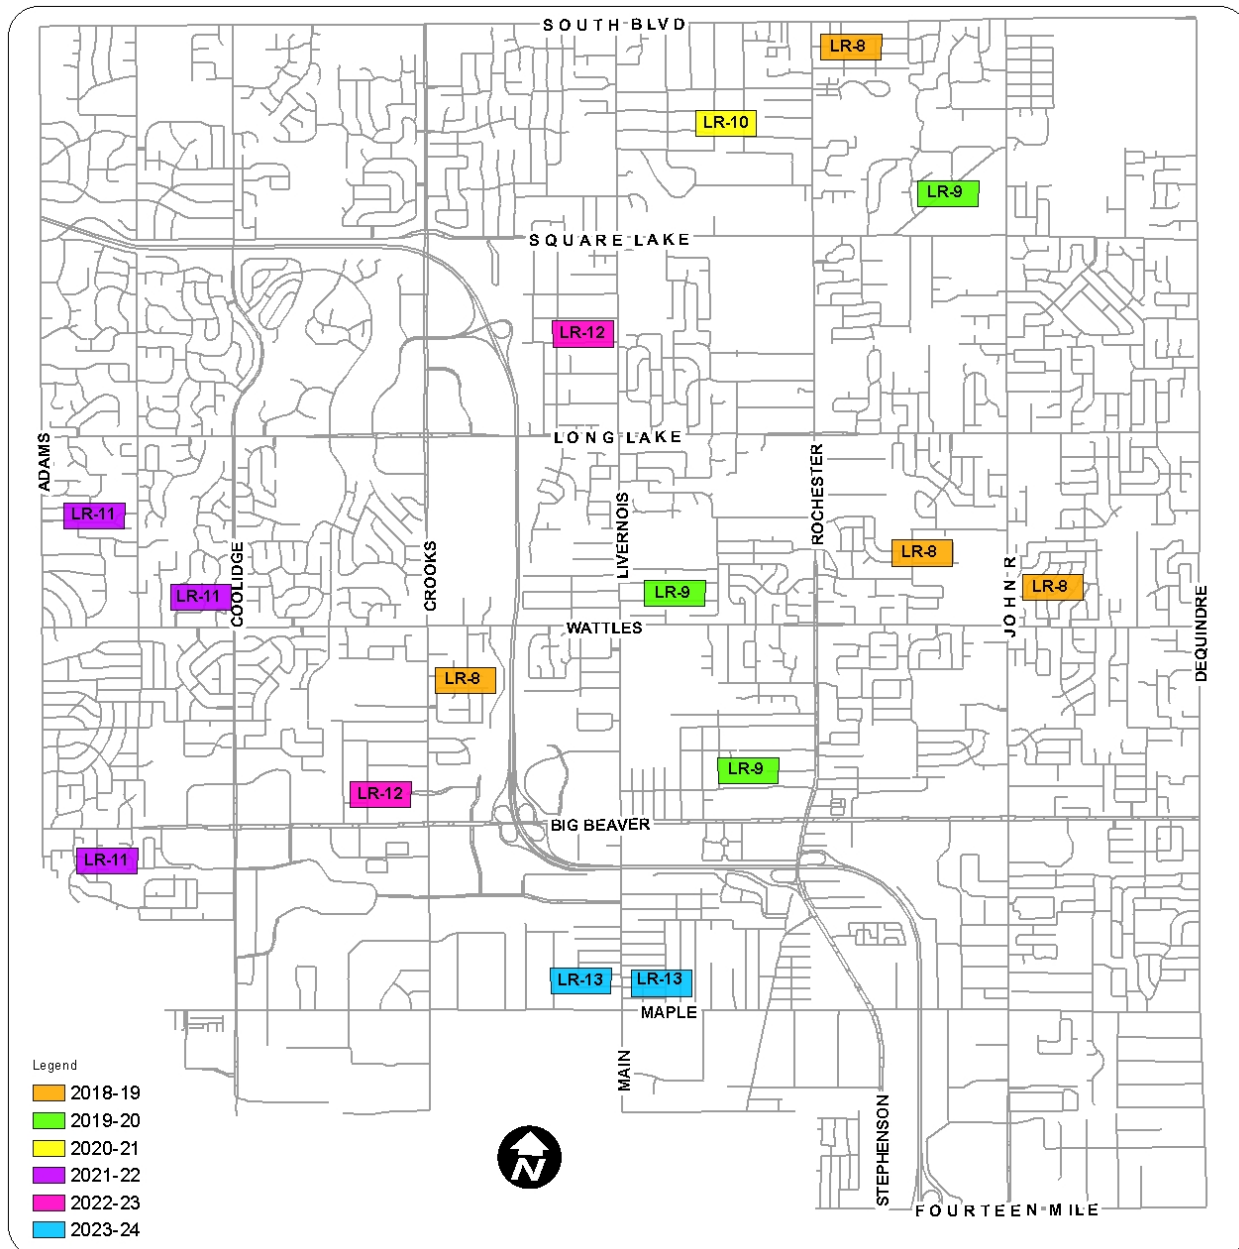 SOUTH BLVD
LR-8
LR-10
LR-9
SQUARE LAKE
LR-12
LONG LAKE
ADAMS
ROCHESTER
LIVERNOIS
LR-11
CROOKS
COOLIDGE
LR-8
JOHN R
LR-8
DEQUINDRE
LR-11
LR-9
WATTLES
LR-8
LR-9
LR-12
BIG BEAVER
LR-11
LR-13
LR-13
MAPLE
MAIN
STEPHENSON
FOURTEEN MILE
N
Legend
2018-19
2019-20
2020-21
2021-22
2022-23
2023-24